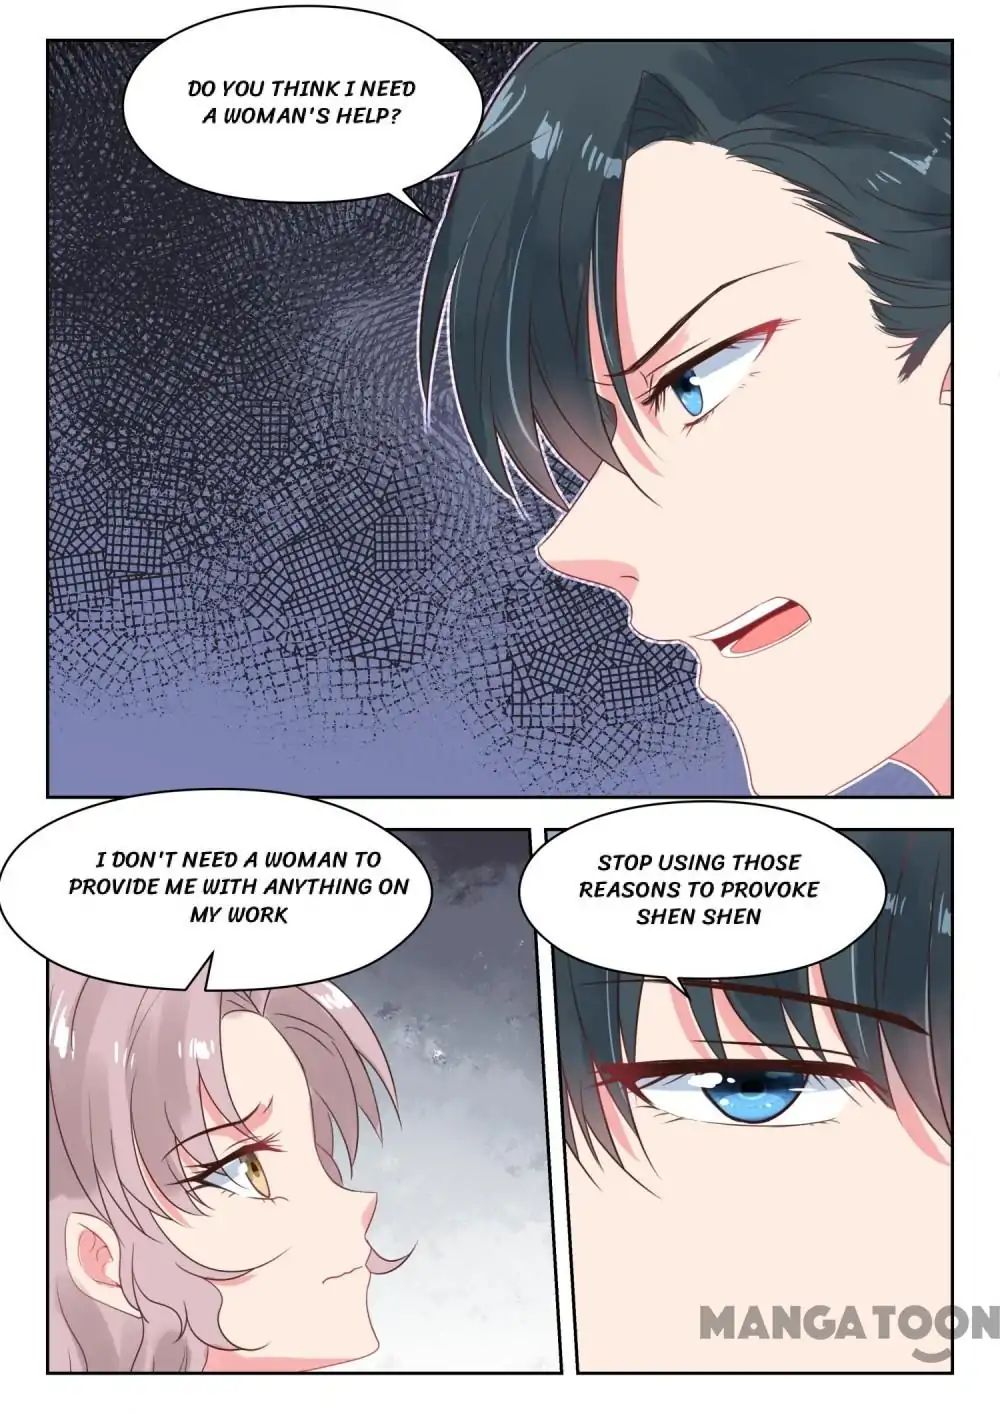 DO YOU THINK I NEED
A WOMAN'S HELP?
I DON'T NEED A WOMAN TO
PROVIDE ME WITH ANYTHING ON
MY WORK
STOP USING THOSE
REASONS TO PROVOKE
SHEN SHEN
MANGATOON